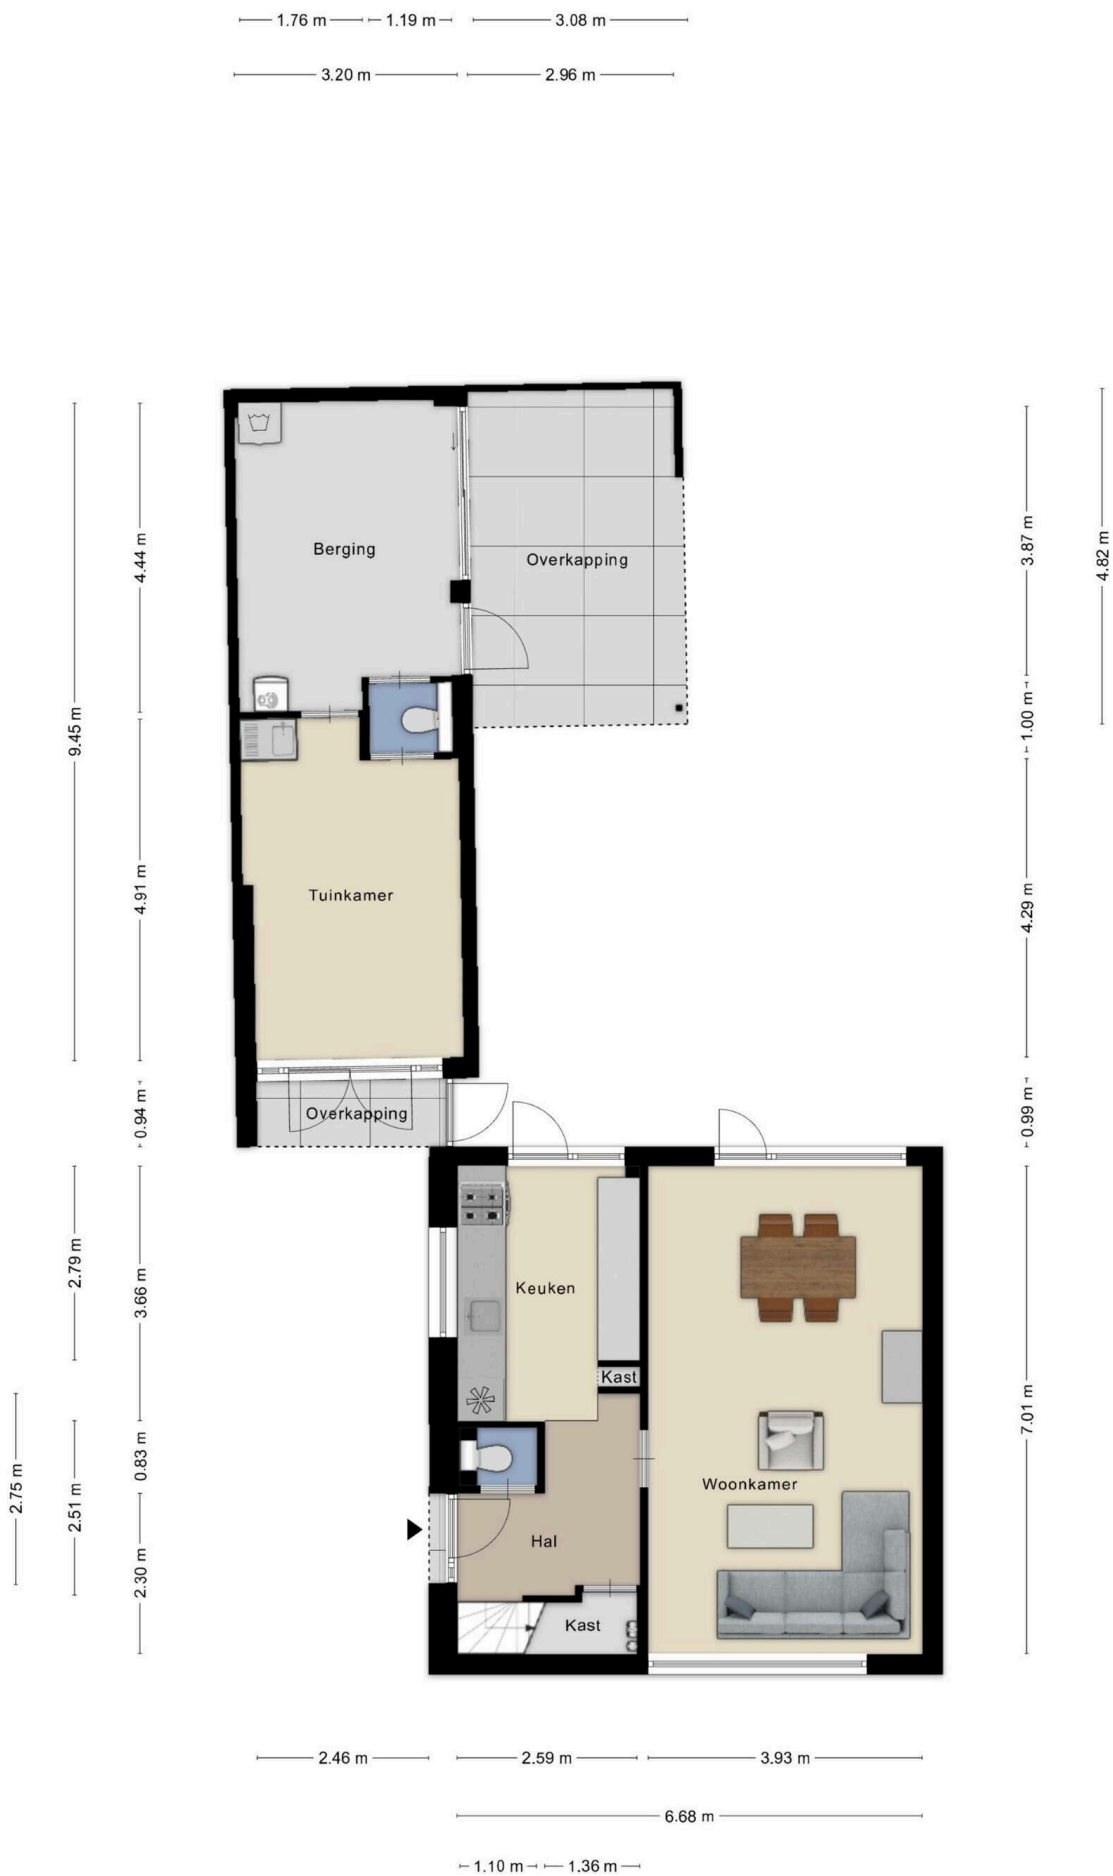 1.76 m
1.19 m
3.08 m
3.20 m
2.96 m
9.45 m
4.44 m
4.91 m
0.94 m
3.87 m
4.82 m
1.00 m
4.29 m
0.99 m
Berging
Overkapping
Tuinkamer
Overkapping
2.79 m
3.66 m
7.01 m
Keuken
Kast
2.75 m
2.51 m
0.83 m
2.30 m
Woonkamer
Hal
Kast
2.46 m
2.59 m
3.93 m
6.68 m
1.10 m
1.36 m